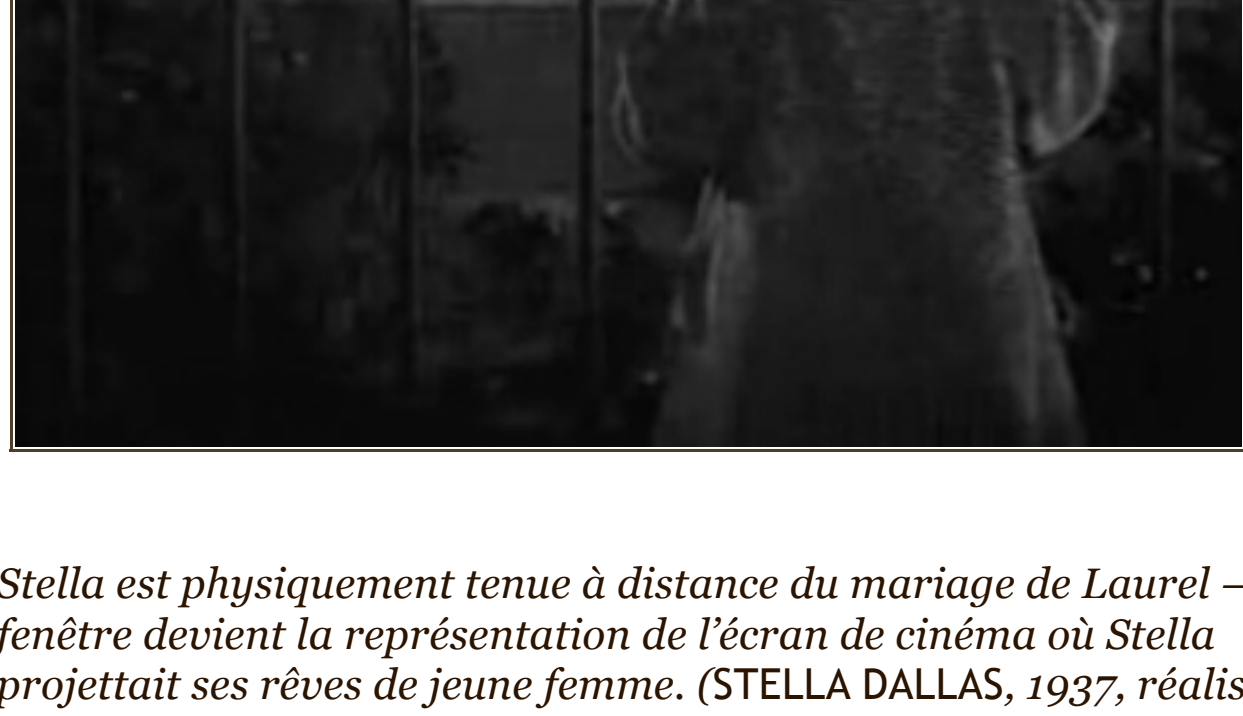 Stella est physiquement tenue à distance du mariage de Laurel –
fenêtre devient la représentation de l’écran de cinéma où Stella
projettait ses rêves de jeune femme. (STELLA DALLAS, 1937, réalis